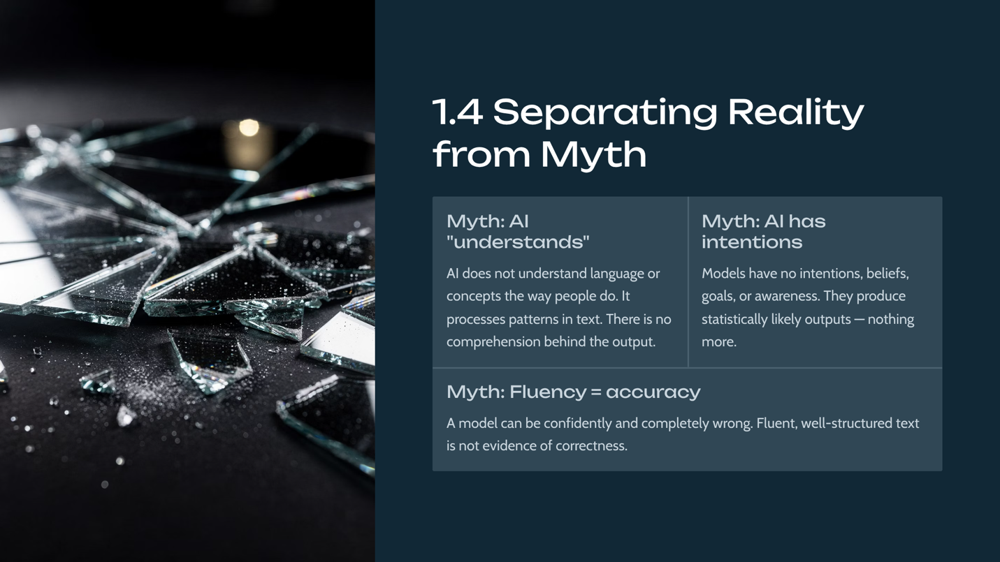 1.4 Separating Reality
from Myth
Myth: AI
"understands"
AI does not understand language or
concepts the way people do. It
processes patterns in text. There is no
comprehension behind the output.
Myth: AI has
intentions
Models have no intentions, beliefs,
goals, or awareness. They produce
statistically likely outputs — nothing
more.
Myth: Fluency = accuracy
A model can be confidently and completely wrong. Fluent, well-structured text
is not evidence of correctness.